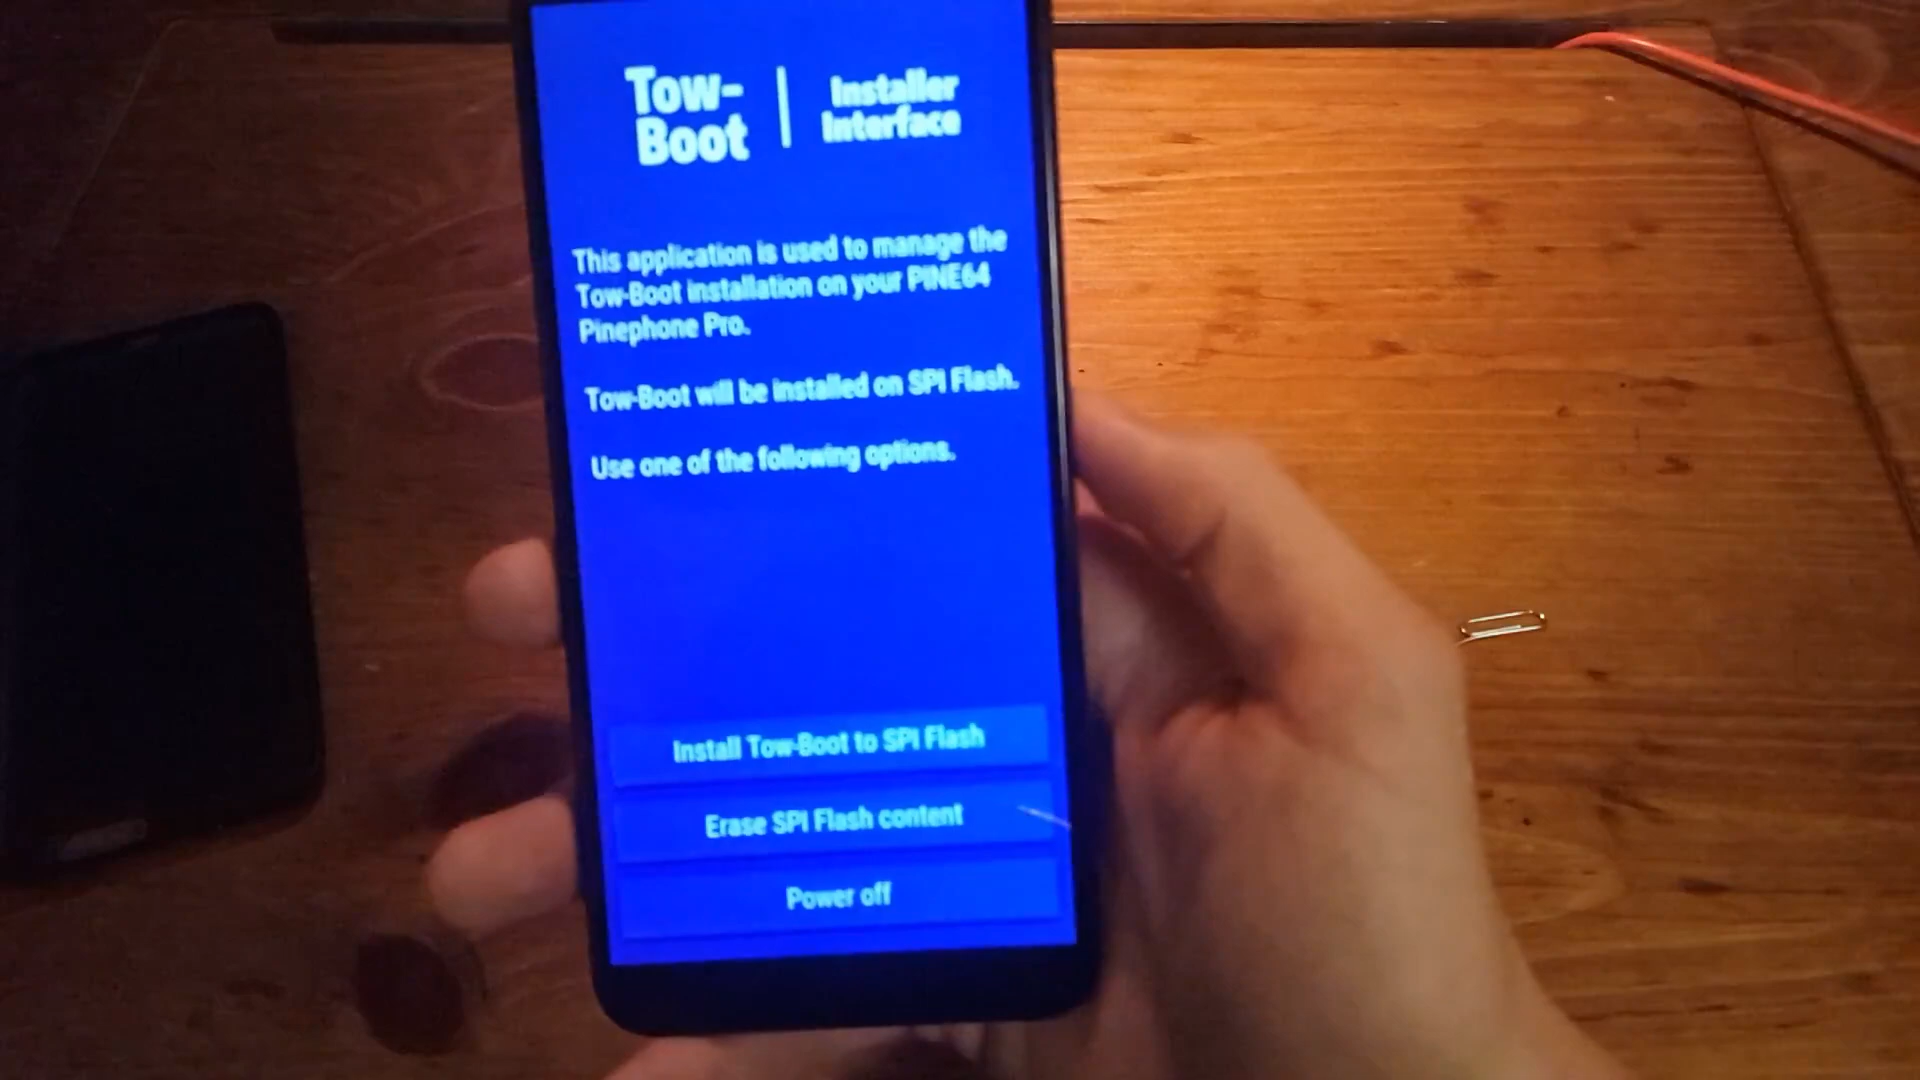 Tow-
Boot
Installer
Interface
This application is used to manage the
Tow-Boot installation on your PINE64
Pinephone Pro.
Tow-Boot will be installed on SPI Flash.
Use one of the following options.
Install Tow-Boot to SPI Flash
Erase SPI Flash content
Power off